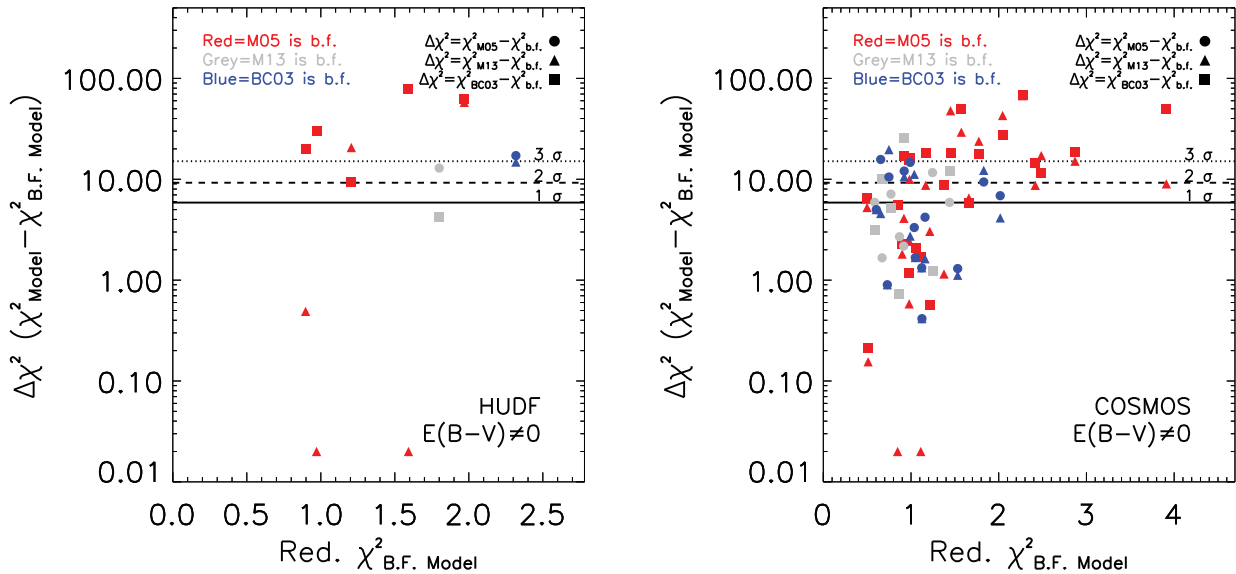 Red=M05 is b.f.
Grey=M13 is b.f.
Blue=BC03 is b.f.
Δχ²=χ²M05−χ²b.f.
Δχ²=χ²M13−χ²b.f.
Δχ²=χ²BC03−χ²b.f.
100.00
10.00
1.00
0.10
0.01
3 σ
2 σ
1 σ
HUDF
E(B−V)≠0
0.0 0.5 1.0 1.5 2.0 2.5
Red. χ²B.F. Model
Δχ² (χ²Model−χ²B.F. Model)
Red=M05 is b.f.
Grey=M13 is b.f.
Blue=BC03 is b.f.
Δχ²=χ²M05−χ²b.f.
Δχ²=χ²M13−χ²b.f.
Δχ²=χ²BC03−χ²b.f.
100.00
10.00
1.00
0.10
0.01
3 σ
2 σ
1 σ
COSMOS
E(B−V)≠0
0 1 2 3 4
Red. χ²B.F. Model
Δχ² (χ²Model−χ²B.F. Model)